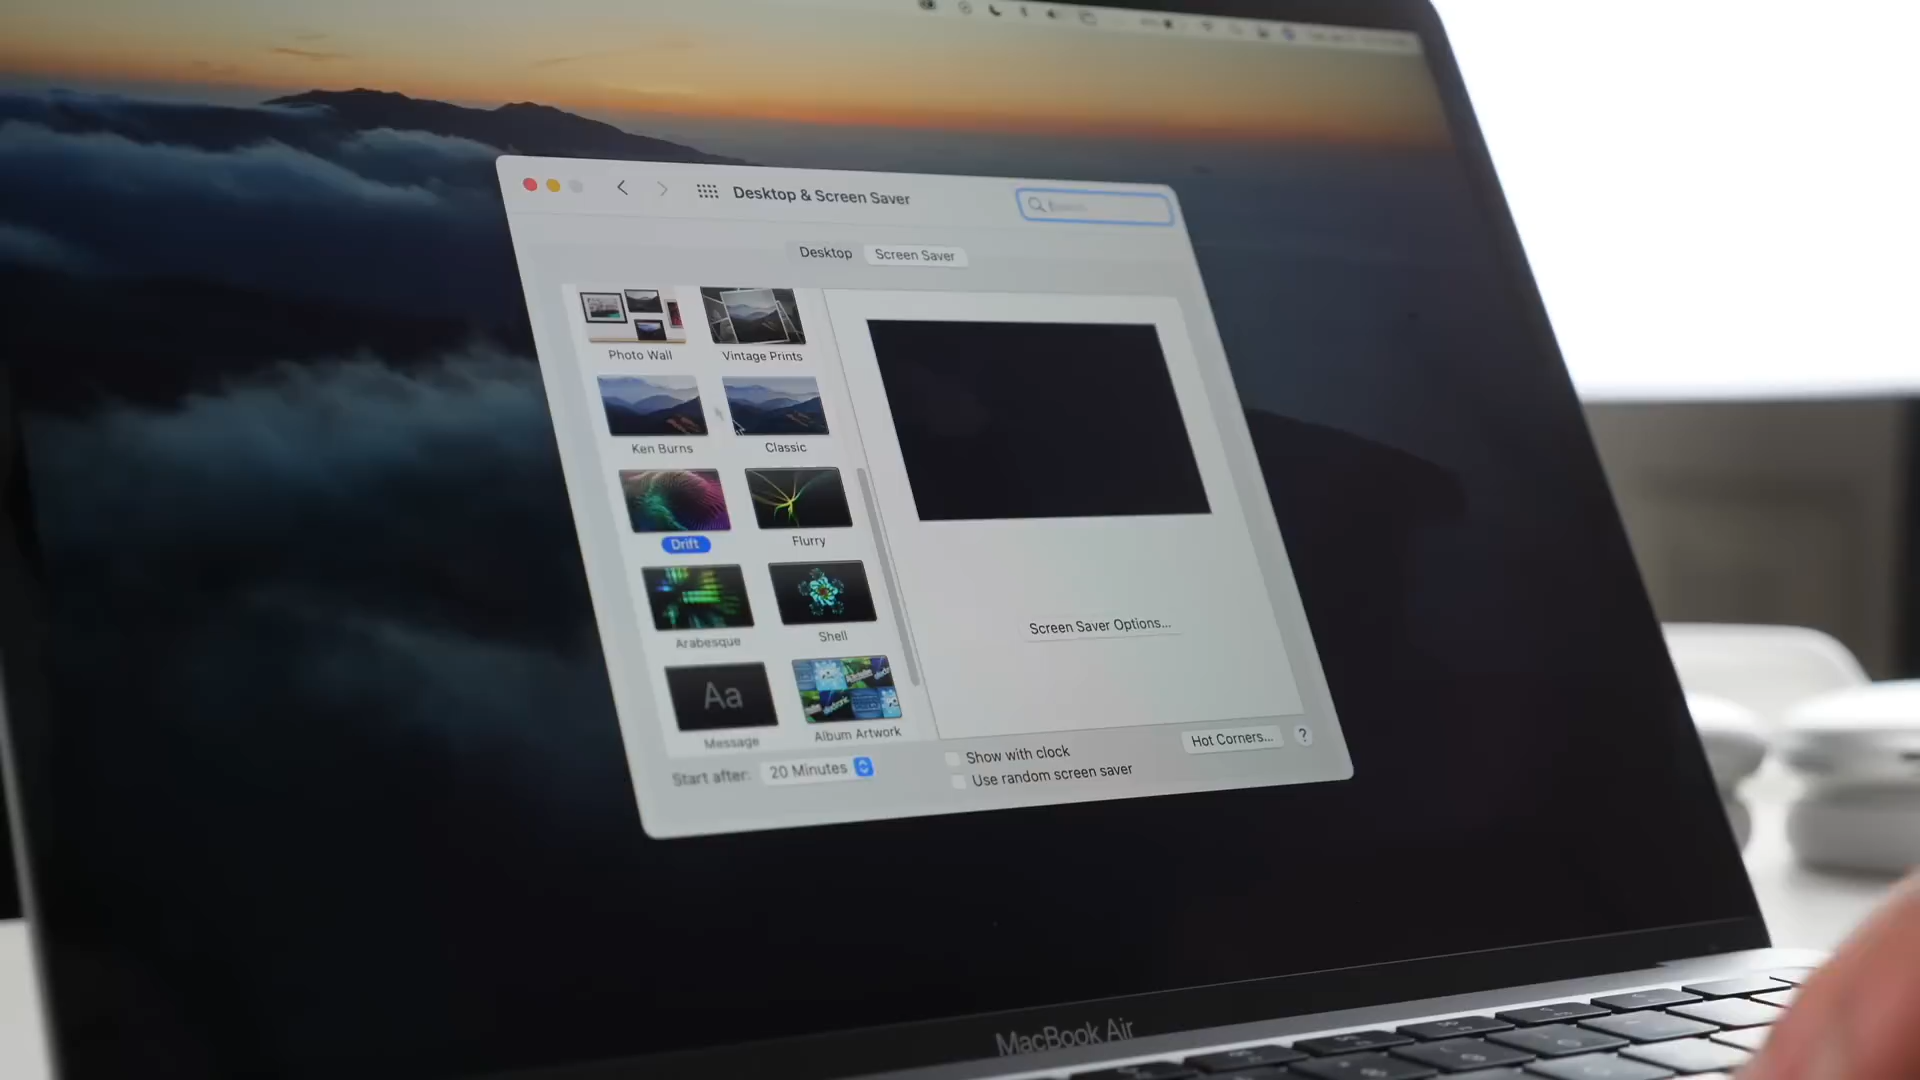 Desktop & Screen Saver
Desktop
Screen Saver
Photo Wall
Vintage Prints
Ken Burns
Classic
Drift
Flurry
Arabesque
Shell
Aa
Message
Album Artwork
Screen Saver Options...
Start after:
20 Minutes
Show with clock
Use random screen saver
Hot Corners...
?
MacBook Air